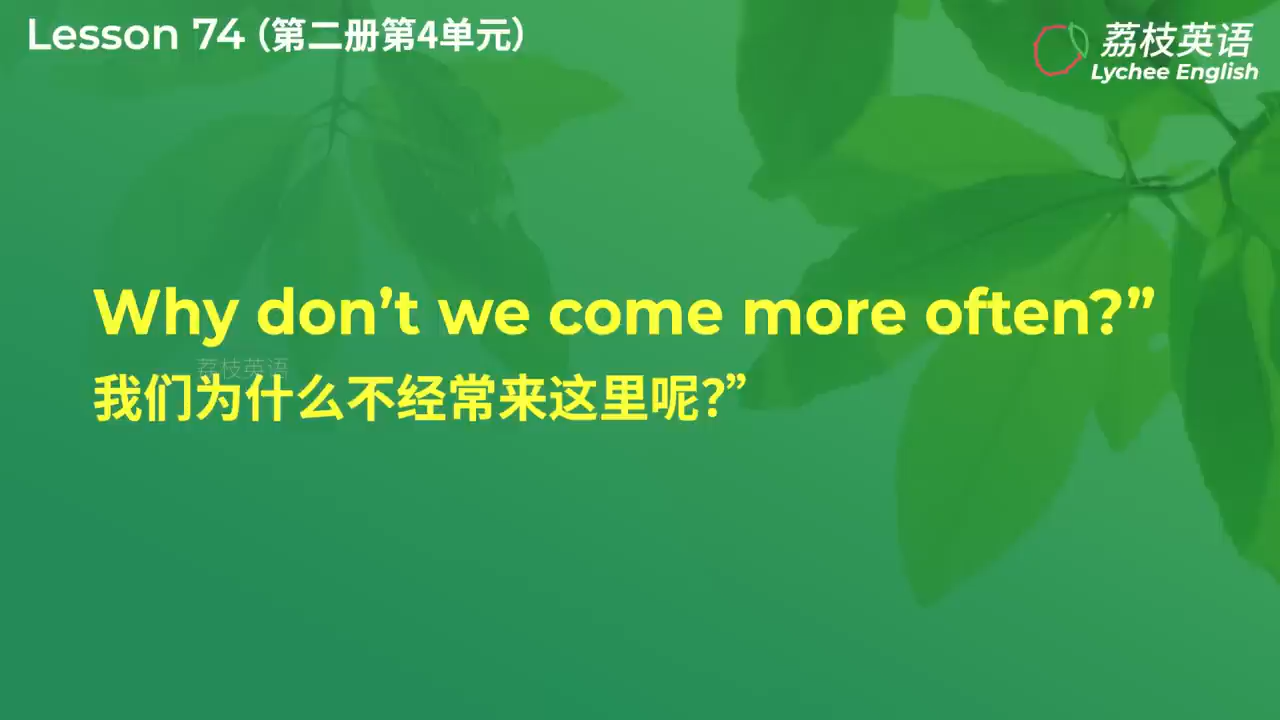 Lesson 74 (第二册第4单元)
荔枝英语
Lychee English
Why don't we come more often?”
荔枝英语
我们为什么不经常来这里呢?”